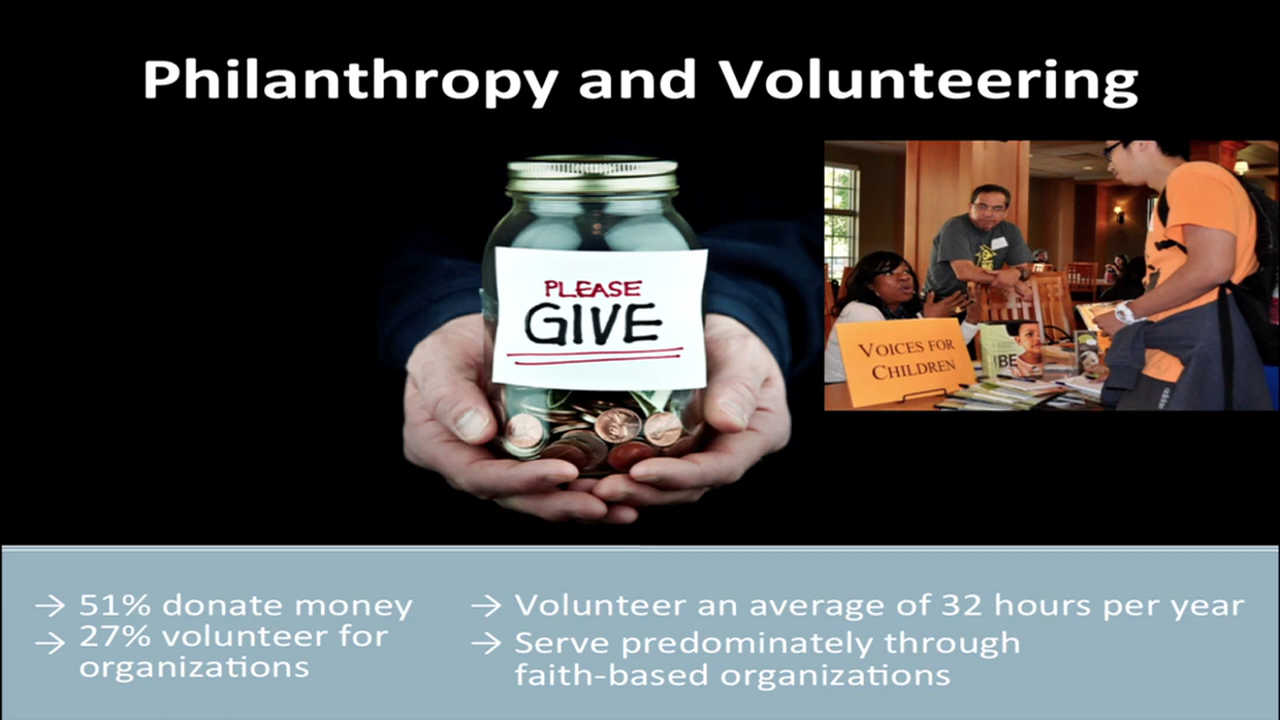 Philanthropy and Volunteering
PLEASE
GIVE
VOICES FOR
CHILDREN
BE
→ 51% donate money
→ 27% volunteer for
organizations
→ Volunteer an average of 32 hours per year
→ Serve predominately through
faith-based organizations